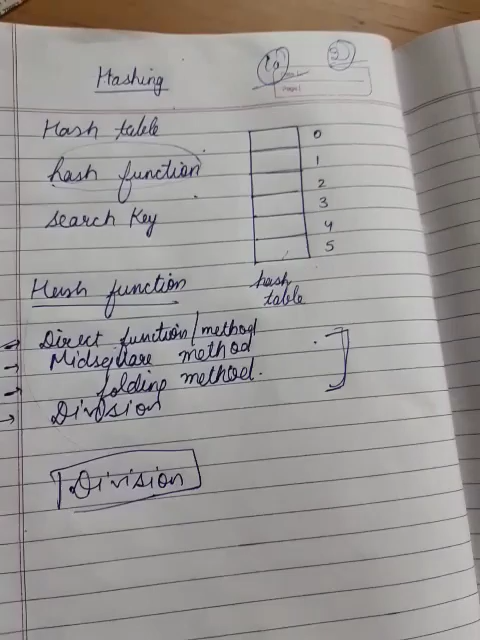 Hashing
Page:
Hash table
hash function
Search Key
0
1
2
3
4
5
hash
table
Hash function
→ Direct function/method
→ Midsquare method
→ folding method.
→ Division
Division